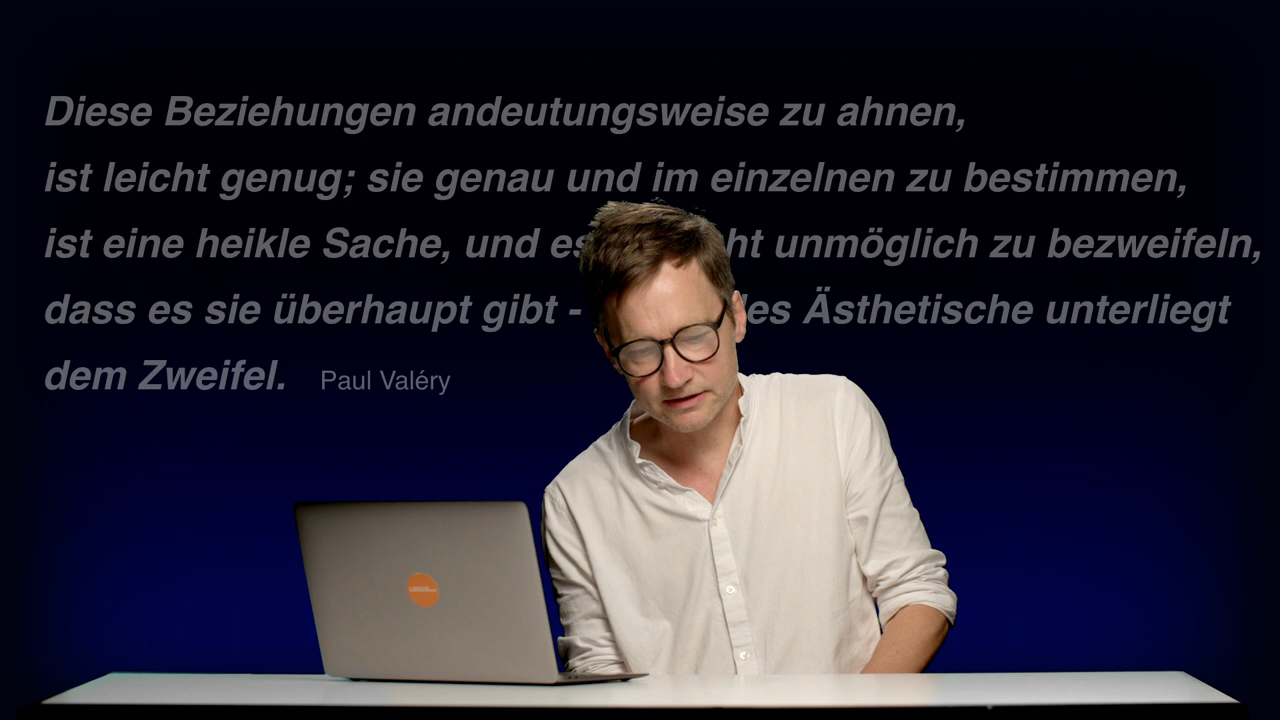 Diese Beziehungen andeutungsweise zu ahnen,
ist leicht genug; sie genau und im einzelnen zu bestimmen,
ist eine heikle Sache, und es unmöglich zu bezweifeln,
dass es sie überhaupt gibt - Ästhetische unterliegt
dem Zweifel. Paul Valéry